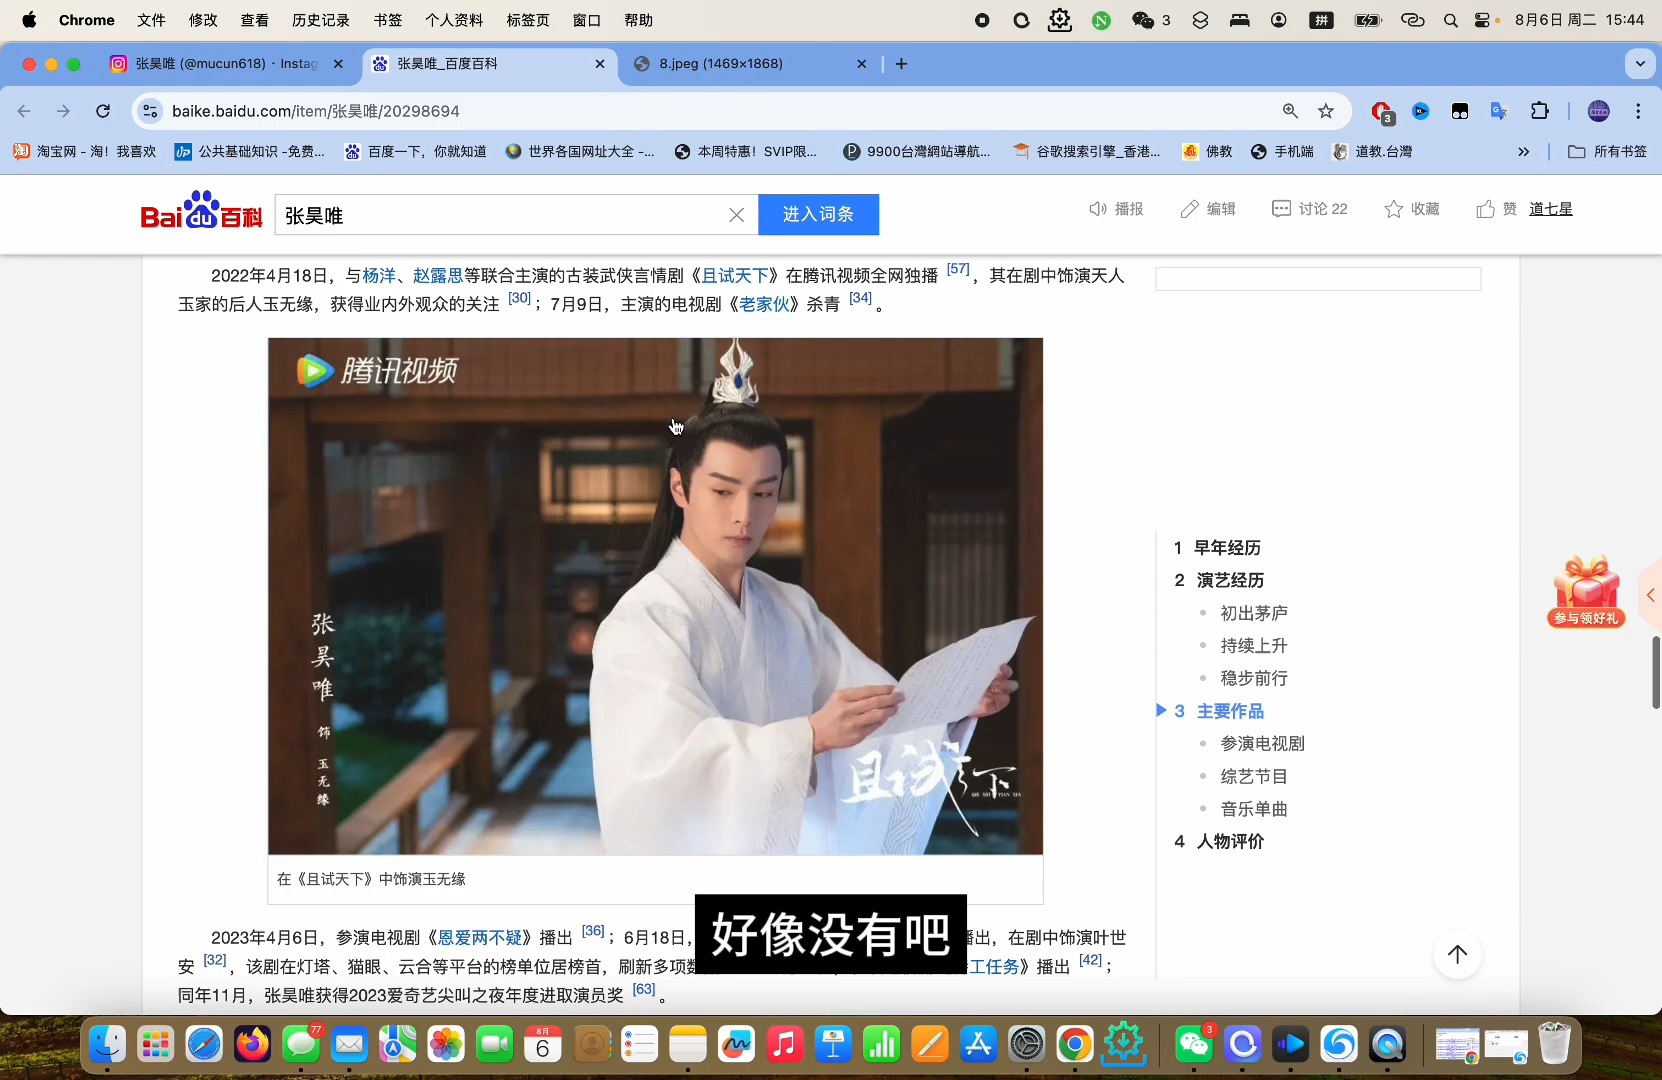 Chrome 文件 修改 查看 历史记录 书签 个人资料 标签页 窗口 帮助 拼 3 8月6日 周二 15:44
张昊唯 (@mucun618) · Instag 张昊唯_百度百科 8.jpeg (1469×1868)
baike.baidu.com/item/张昊唯/20298694 3
淘宝网 - 淘！我喜欢 公共基础知识 -免费... 百度一下，你就知道 世界各国网址大全 -... 本周特惠！SVIP限... 9900台灣網站導航... 谷歌搜索引擎_香港... 佛教 手机端 道教.台灣 所有书签
Bai du 百科 张昊唯 进入词条 播报 编辑 讨论 22 收藏 赞 道七星
2022年4月18日，与杨洋、赵露思等联合主演的古装武侠言情剧《且试天下》在腾讯视频全网独播 [57]，其在剧中饰演天人
玉家的后人玉无缘，获得业内外观众的关注 [30]；7月9日，主演的电视剧《老家伙》杀青 [34]。
腾讯视频
张昊唯 饰 玉无缘
且试天下
QIE SHI TIAN XIA
在《且试天下》中饰演玉无缘
2023年4月6日，参演电视剧《恩爱两不疑》播出 [36]；6月18日，
播出，在剧中饰演叶世
安 [32]，该剧在灯塔、猫眼、云合等平台的榜单位居榜首，刷新多项数
工任务》播出 [42]；
同年11月，张昊唯获得2023爱奇艺尖叫之夜年度进取演员奖 [63]。
好像没有吧
1 早年经历
2 演艺经历
初出茅庐
持续上升
稳步前行
3 主要作品
参演电视剧
综艺节目
音乐单曲
4 人物评价
参与领好礼
77 8月 6 3